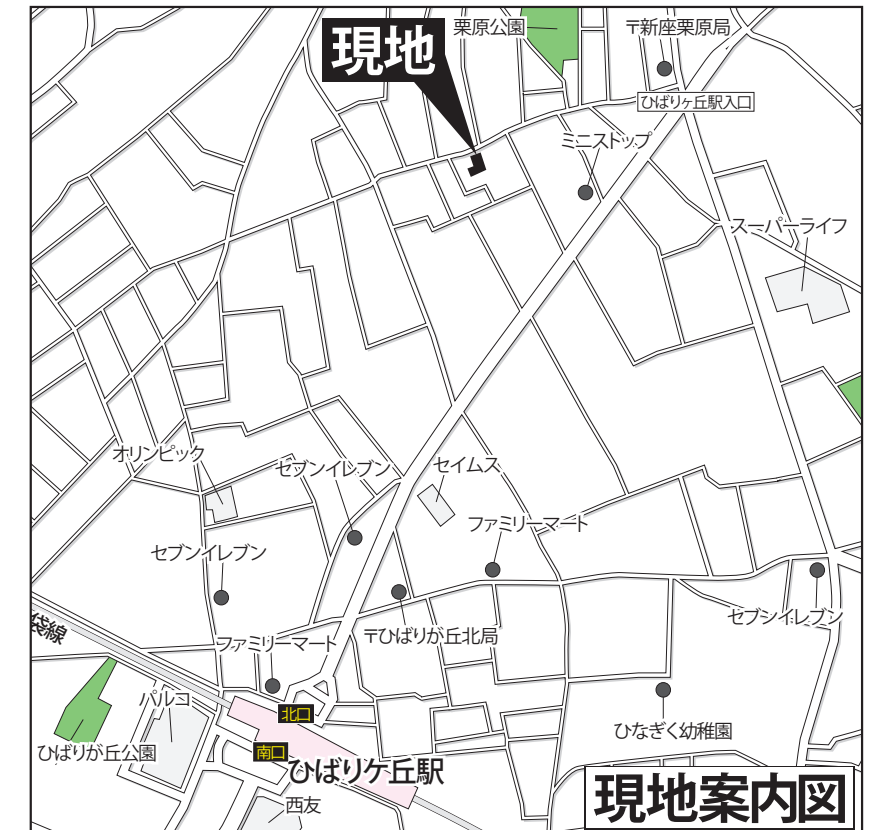 栗原公園
〒新座栗原局
現地
ひばりヶ丘駅入口
ミニストップ
スーパーライフ
オリンピック
セブンイレブン
セイムス
ファミリーマート
セブンイレブン
セブンイレブン
袋線
ファミリーマート
〒ひばりが丘北局
パルコ
北口
ひなぎく幼稚園
ひばりが丘公園
南口
ひばりケ丘駅
西友
現地案内図